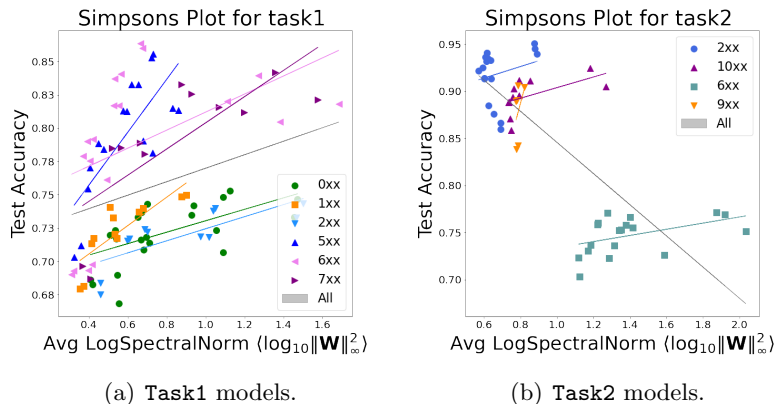 Simpsons Plot for task1
Test Accuracy
0.85
0.83
0.80
0.78
0.75
0.73
0.70
0.68
0.4
0.6
0.8
1.0
1.2
1.4
1.6
0xx
1xx
2xx
5xx
6xx
7xx
All
Avg LogSpectralNorm ⟨log₁₀‖W‖²∞⟩
(a) Task1 models.
Simpsons Plot for task2
Test Accuracy
0.95
0.90
0.85
0.80
0.75
0.70
0.6
0.8
1.0
1.2
1.4
1.6
1.8
2.0
2xx
10xx
6xx
9xx
All
Avg LogSpectralNorm ⟨log₁₀‖W‖²∞⟩
(b) Task2 models.